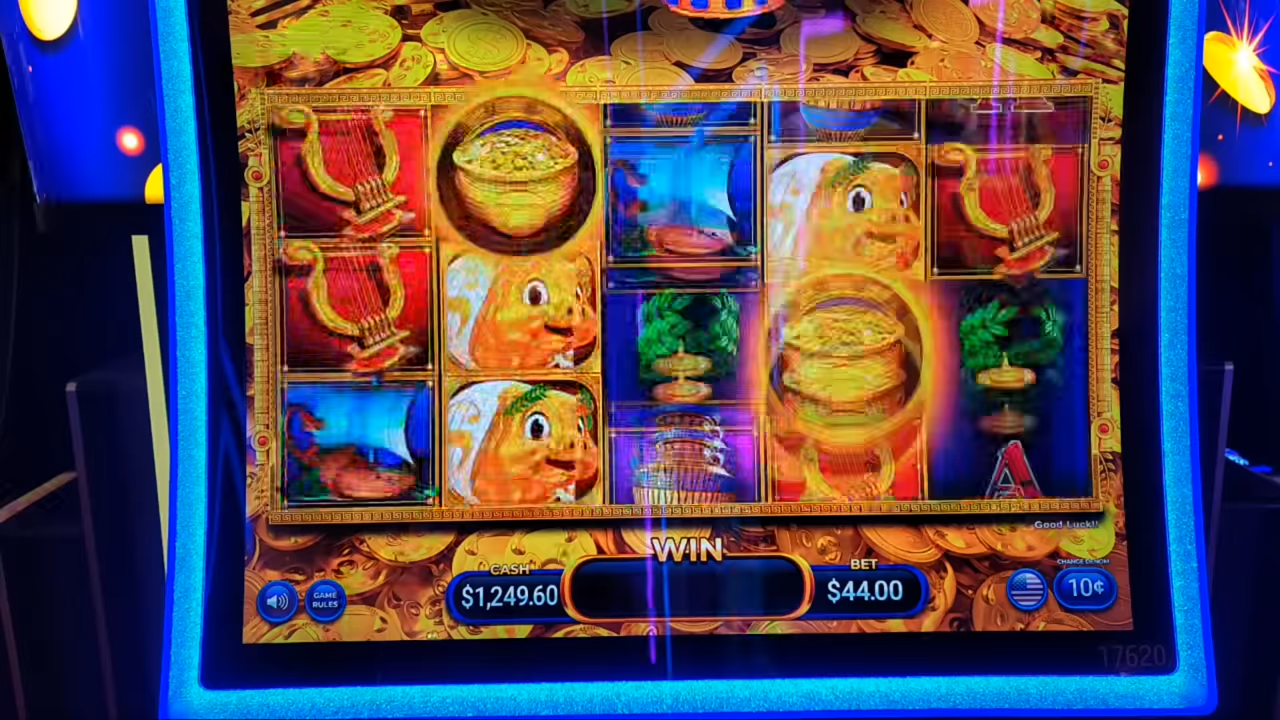 A
Good Luck!!
WIN
CASH
$1,249.60
BET
$44.00
GAME
RULES
CHANGE DENOM
10¢
17620